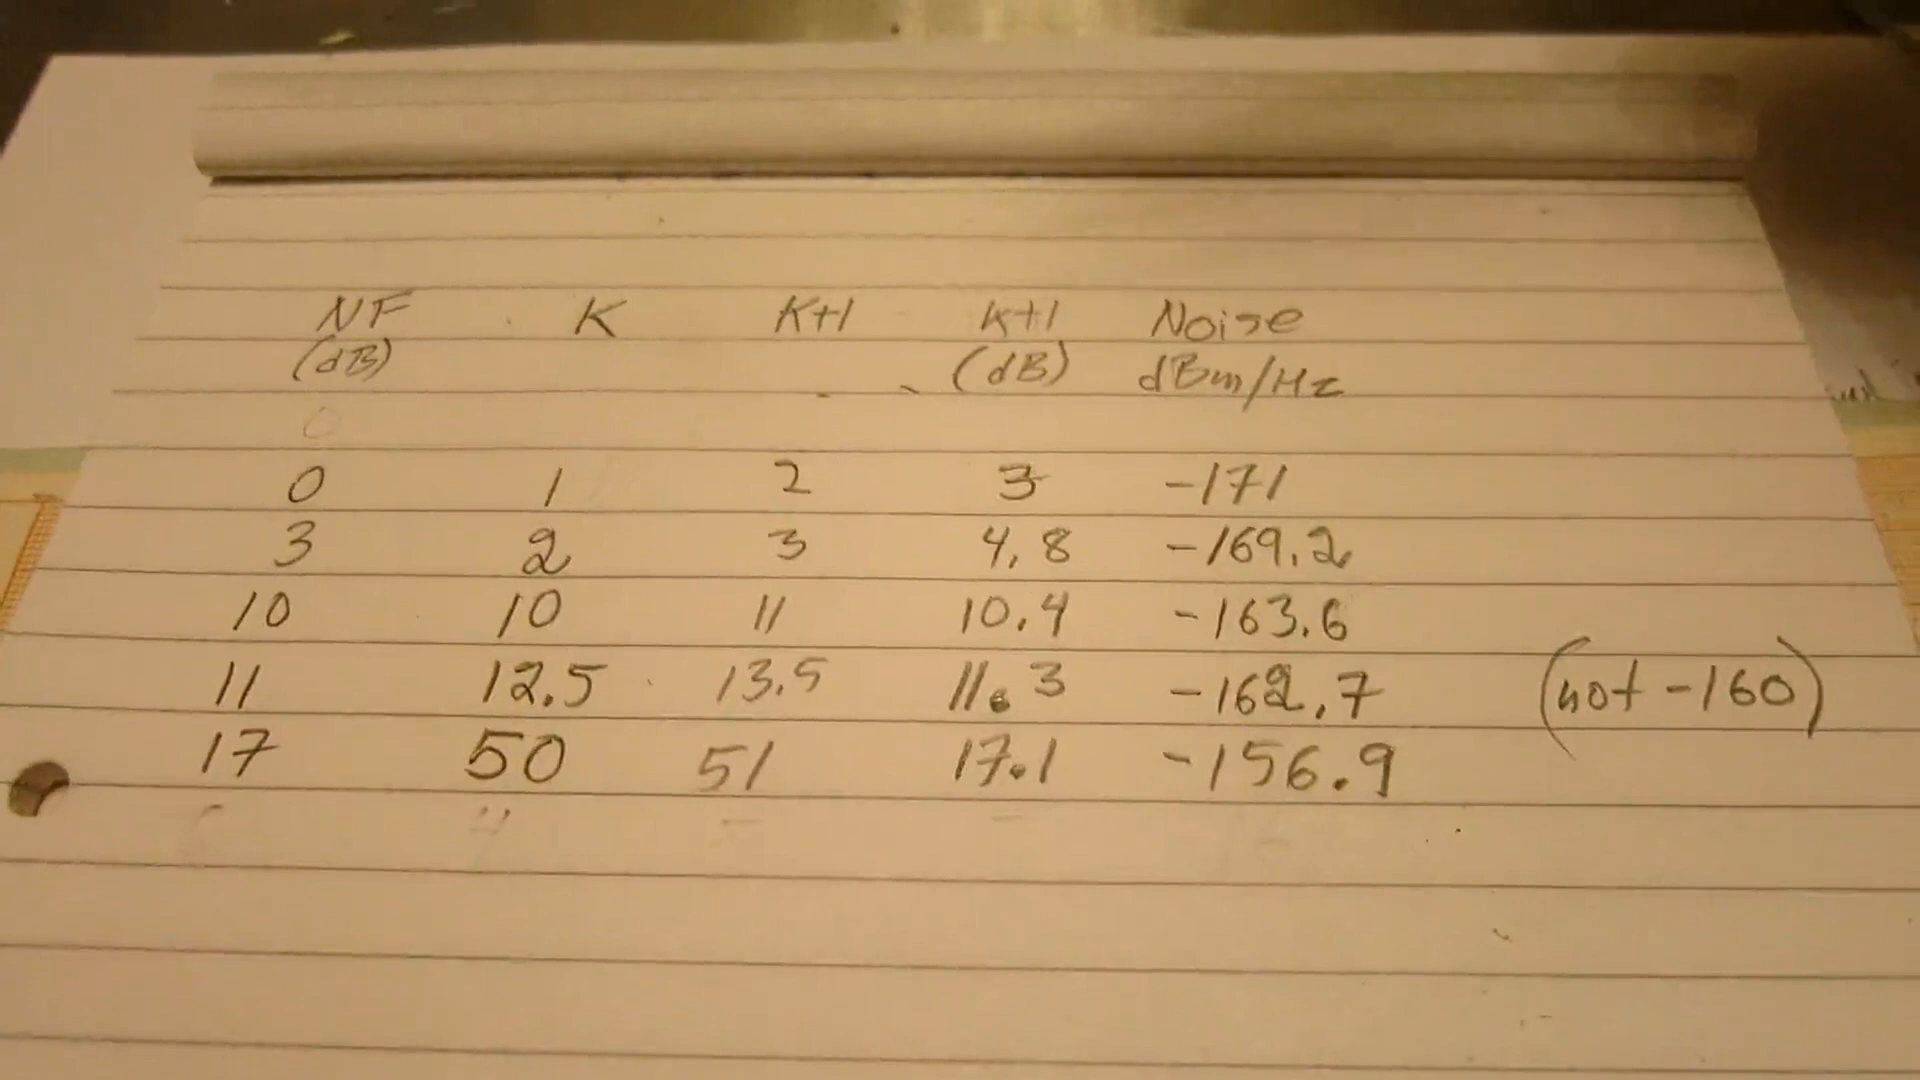 NF K K+1 K+1 Noise
(dB) (dB) dBm/Hz
0
0 1 2 3 -171
3 2 3 4,8 -169.2
10 10 11 10.4 -163.6
11 12.5 13.5 11.3 -162.7 (not -160)
17 50 51 17.1 -156.9